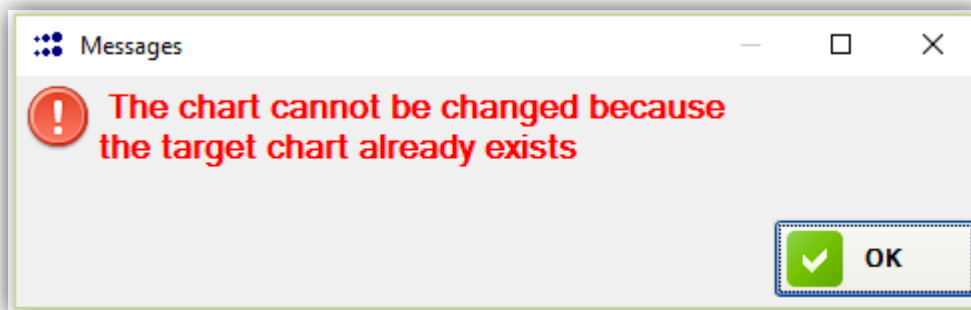 Messages
The chart cannot be changed because
the target chart already exists
OK